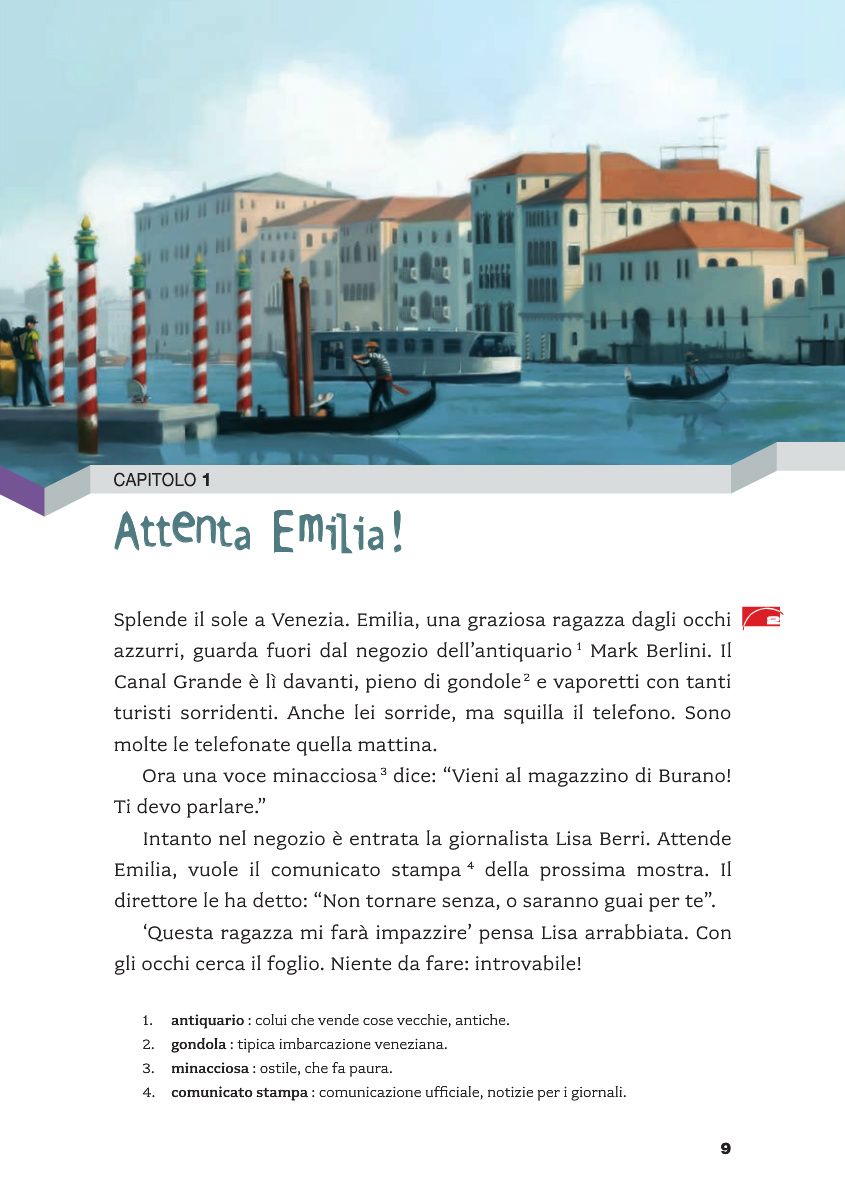 CAPITOLO 1
Attenta Emilia!
Splende il sole a Venezia. Emilia, una graziosa ragazza dagli occhi
2
azzurri, guarda fuori dal negozio dell’antiquario 1 Mark Berlini. Il
Canal Grande è lì davanti, pieno di gondole 2 e vaporetti con tanti
turisti sorridenti. Anche lei sorride, ma squilla il telefono. Sono
molte le telefonate quella mattina.
Ora una voce minacciosa 3 dice: “Vieni al magazzino di Burano!
Ti devo parlare.”
Intanto nel negozio è entrata la giornalista Lisa Berri. Attende
Emilia, vuole il comunicato stampa 4 della prossima mostra. Il
direttore le ha detto: “Non tornare senza, o saranno guai per te”.
‘Questa ragazza mi farà impazzire’ pensa Lisa arrabbiata. Con
gli occhi cerca il foglio. Niente da fare: introvabile!
1. antiquario : colui che vende cose vecchie, antiche.
2. gondola : tipica imbarcazione veneziana.
3. minacciosa : ostile, che fa paura.
4. comunicato stampa : comunicazione ufficiale, notizie per i giornali.
9